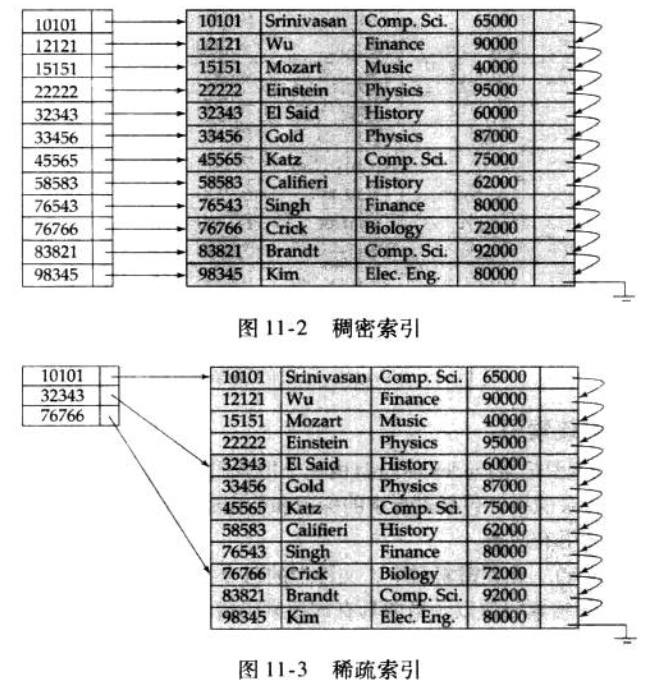 10101 10101 Srinivasan Comp. Sci. 65000
12121 12121 Wu Finance 90000
15151 15151 Mozart Music 40000
22222 22222 Einstein Physics 95000
32343 32343 El Said History 60000
33456 33456 Gold Physics 87000
45565 45565 Katz Comp. Sci. 75000
58583 58583 Califieri History 62000
76543 76543 Singh Finance 80000
76766 76766 Crick Biology 72000
83821 83821 Brandt Comp. Sci. 92000
98345 98345 Kim Elec. Eng. 80000
图 11-2 稠密索引
10101 10101 Srinivasan Comp. Sci. 65000
32343 12121 Wu Finance 90000
76766 15151 Mozart Music 40000
22222 Einstein Physics 95000
32343 El Said History 60000
33456 Gold Physics 87000
45565 Katz Comp. Sci. 75000
58583 Califieri History 62000
76543 Singh Finance 80000
76766 Crick Biology 72000
83821 Brandt Comp. Sci. 92000
98345 Kim Elec. Eng. 80000
图 11-3 稀疏索引